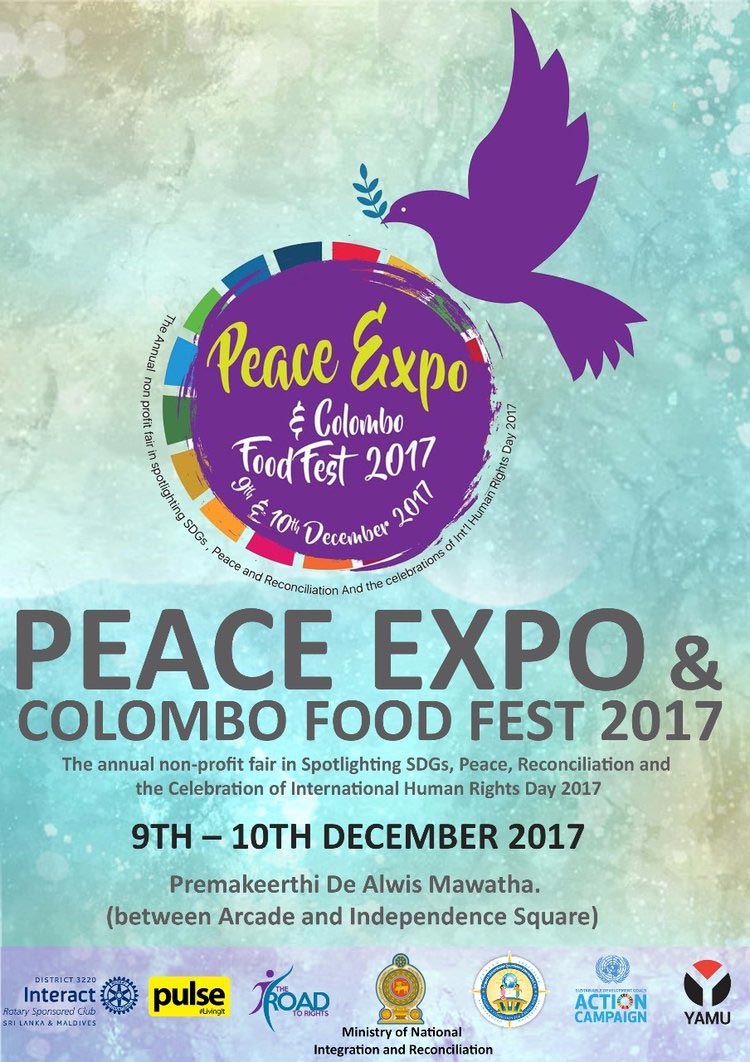 Peace Expo
& Colombo
Food Fest 2017
9th & 10th December 2017
The Annual non profit fair in spotlighting SDGs , Peace and Reconciliation And the celebrations of Int'l Human Rights Day 2017
PEACE EXPO &
COLOMBO FOOD FEST 2017
The annual non-profit fair in Spotlighting SDGs, Peace, Reconciliation and
the Celebration of International Human Rights Day 2017
9TH – 10TH DECEMBER 2017
Premakeerthi De Alwis Mawatha.
(between Arcade and Independence Square)
DISTRICT 3220
Interact
Rotary Sponsored Club
SRI LANKA & MALDIVES
pulse
#LivingIt
THE
ROAD
TO RIGHTS
Ministry of National
Integration and Reconciliation
SUSTAINABLE DEVELOPMENT GOALS
ACTION
CAMPAIGN
YAMU